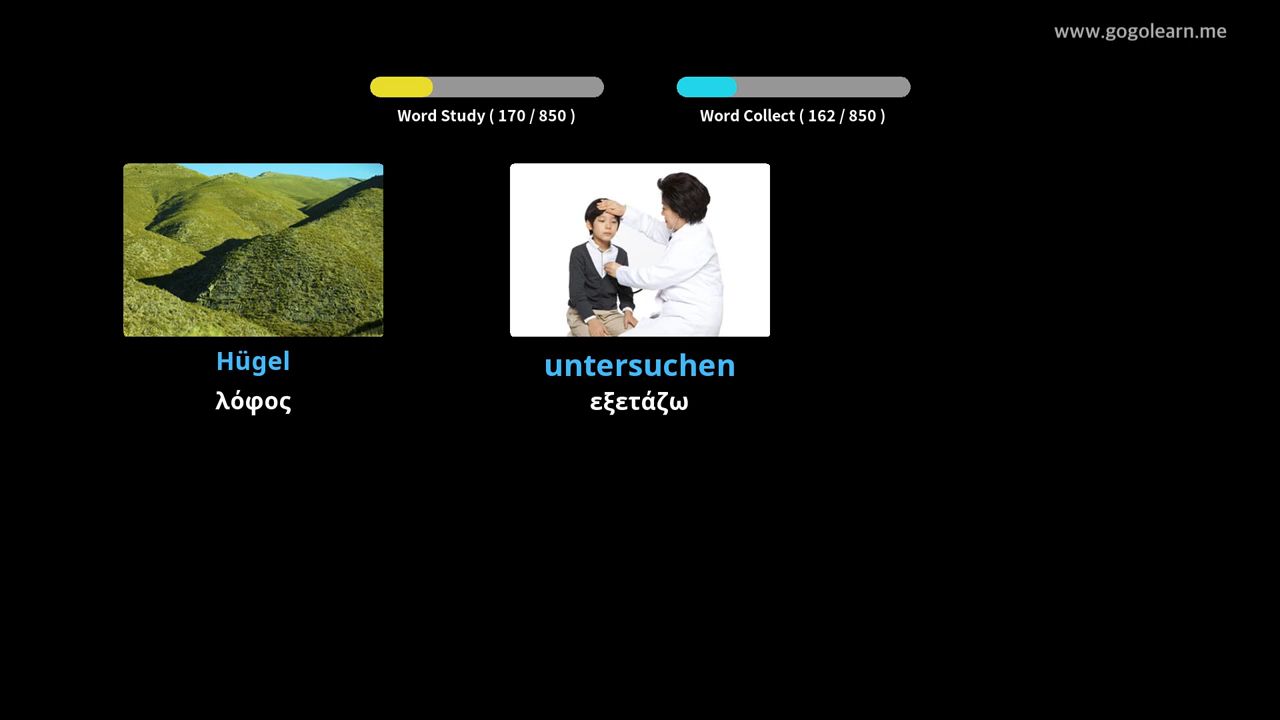 www.gogolearn.me
Word Study ( 170 / 850 )
Word Collect ( 162 / 850 )
Hügel
λόφος
untersuchen
εξετάζω